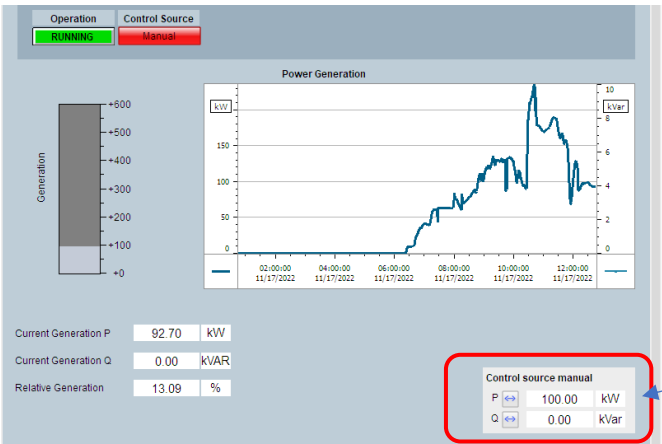 Operation Control Source
RUNNING Manual
Power Generation
Generation
+600
+500
+400
+300
+200
+100
+0
kW
150
100
50
0
10
kVar
8
6
4
2
0
02:00:00 04:00:00 06:00:00 08:00:00 10:00:00 12:00:00
11/17/2022 11/17/2022 11/17/2022 11/17/2022 11/17/2022 11/17/2022
Current Generation P 92.70 kW
Current Generation Q 0.00 kVAR
Relative Generation 13.09 %
Control source manual
P 100.00 kW
Q 0.00 kVar